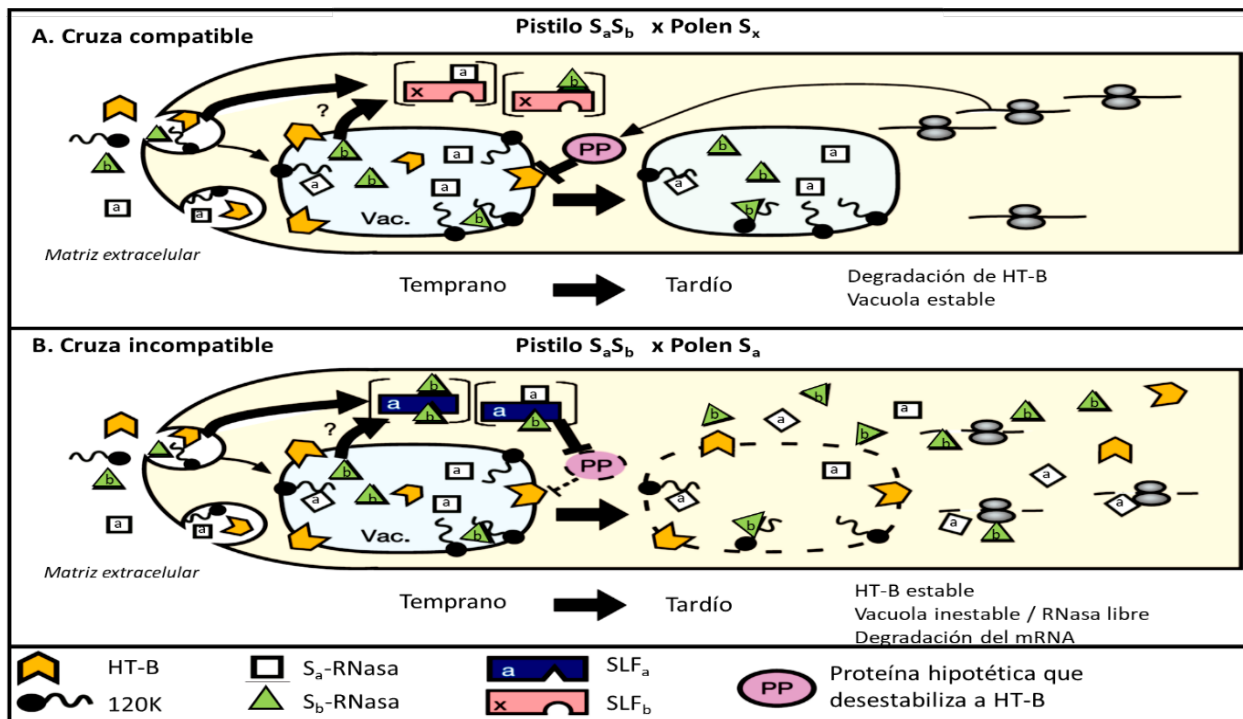 Pistilo SaSb x Polen Sx
A. Cruza compatible
a
b
x
x
?
b
b
PP
a
b
a
b
a
b
a
b
a
a
a
b
b
a
b
a
a
b
Vac.
Matriz extracelular
Temprano
Tardío
Degradación de HT-B
Vacuola estable
B. Cruza incompatible
Pistilo SaSb x Polen Sa
b
a
a
a
b
b
?
b
b
PP
a
b
a
b
a
b
a
b
a
b
a
b
a
b
b
a
b
b
a
a
a
b
a
a
b
Vac.
Matriz extracelular
Temprano
Tardío
HT-B estable
Vacuola inestable / RNasa libre
Degradación del mRNA
HT-B
Sa-RNasa
a
SLFa
PP
Proteína hipotética que
desestabiliza a HT-B
120K
Sb-RNasa
x
SLFb